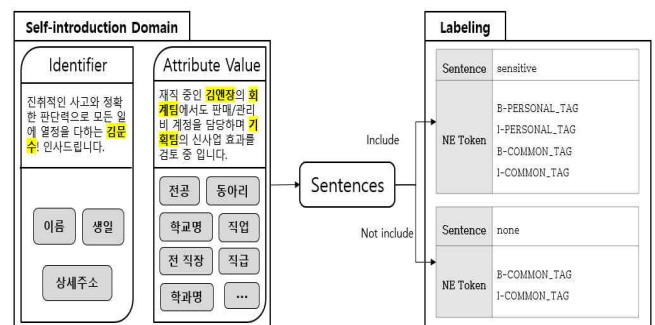 Self-introduction Domain
Identifier
진취적인 사고와 정확
한 판단력으로 모든 일
에 열정을 다하는 김문
수! 인사드립니다.
이름
생일
상세주소
Attribute Value
재직 중인 김앤장의 회
계팀에서도 판매/관리
비 계정을 담당하며 기
획팀의 신사업 효과를
검토 중 입니다.
전공
동아리
학교명
직업
전 직장
직급
학과명
...
Sentences
Include
Not include
Labeling
Sentence
sensitive
NE Token
B-PERSONAL_TAG
I-PERSONAL_TAG
B-COMMON_TAG
I-COMMON_TAG
Sentence
none
NE Token
B-COMMON_TAG
I-COMMON_TAG